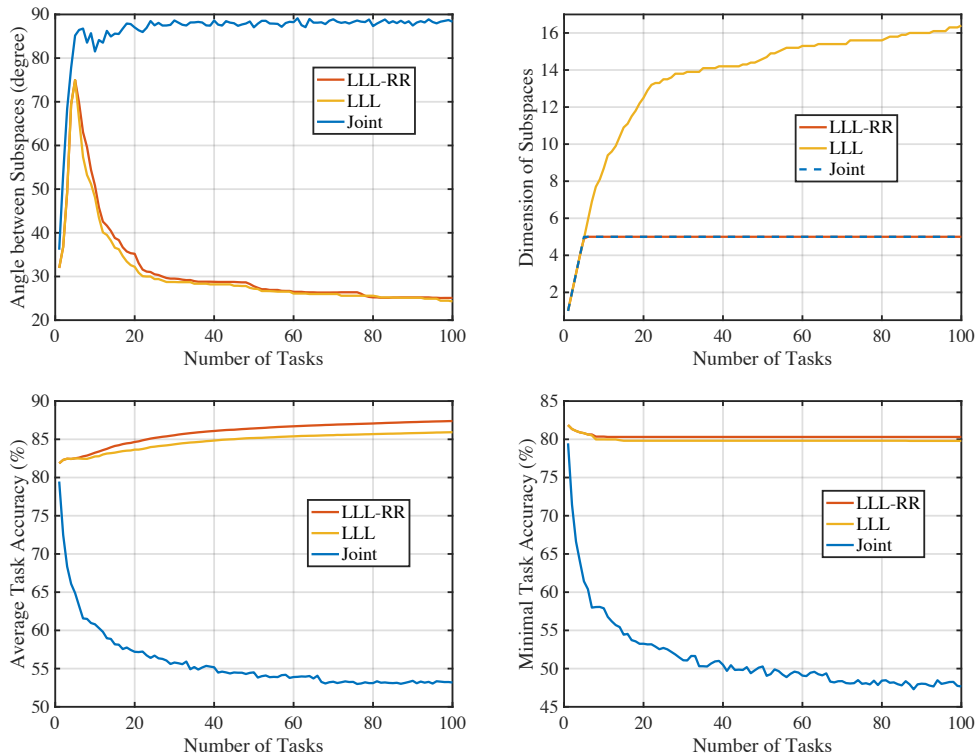 90
80
70
60
50
40
30
20
0
20
40
60
80
100
Angle between Subspaces (degree)
Number of Tasks
LLL-RR
LLL
Joint
16
14
12
10
8
6
4
2
0
20
40
60
80
100
Dimension of Subspaces
Number of Tasks
LLL-RR
LLL
Joint
90
85
80
75
70
65
60
55
50
0
20
40
60
80
100
Average Task Accuracy (%)
Number of Tasks
LLL-RR
LLL
Joint
85
80
75
70
65
60
55
50
45
0
20
40
60
80
100
Minimal Task Accuracy (%)
Number of Tasks
LLL-RR
LLL
Joint